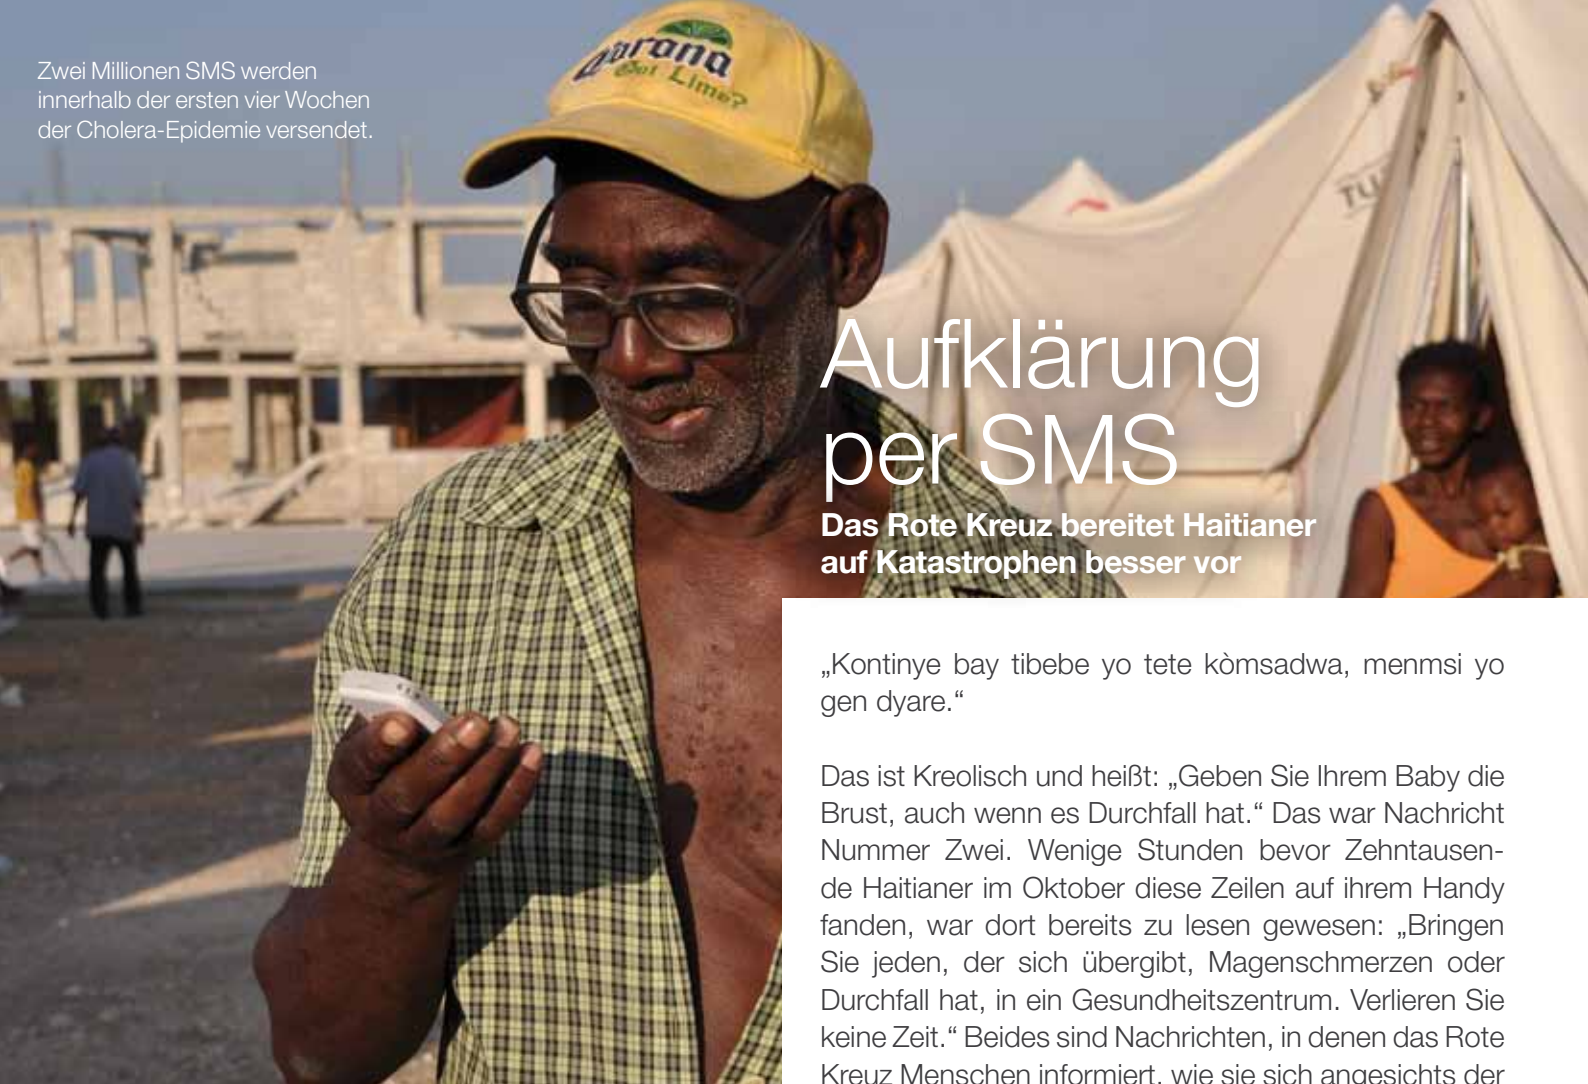 Zwei Millionen SMS werden
innerhalb der ersten vier Wochen
der Cholera-Epidemie versendet.
Corona
Got Lime?
Aufklärung
per SMS
Das Rote Kreuz bereitet Haitianer
auf Katastrophen besser vor
„Kontinye bay tibebe yo tete kòmsadwa, menmsi yo
gen dyare.“
Das ist Kreolisch und heißt: „Geben Sie Ihrem Baby die
Brust, auch wenn es Durchfall hat.“ Das war Nachricht
Nummer Zwei. Wenige Stunden bevor Zehntausen-
de Haitianer im Oktober diese Zeilen auf ihrem Handy
fanden, war dort bereits zu lesen gewesen: „Bringen
Sie jeden, der sich übergibt, Magenschmerzen oder
Durchfall hat, in ein Gesundheitszentrum. Verlieren Sie
keine Zeit.“ Beides sind Nachrichten, in denen das Rote
Kreuz Menschen informiert, wie sie sich angesichts der